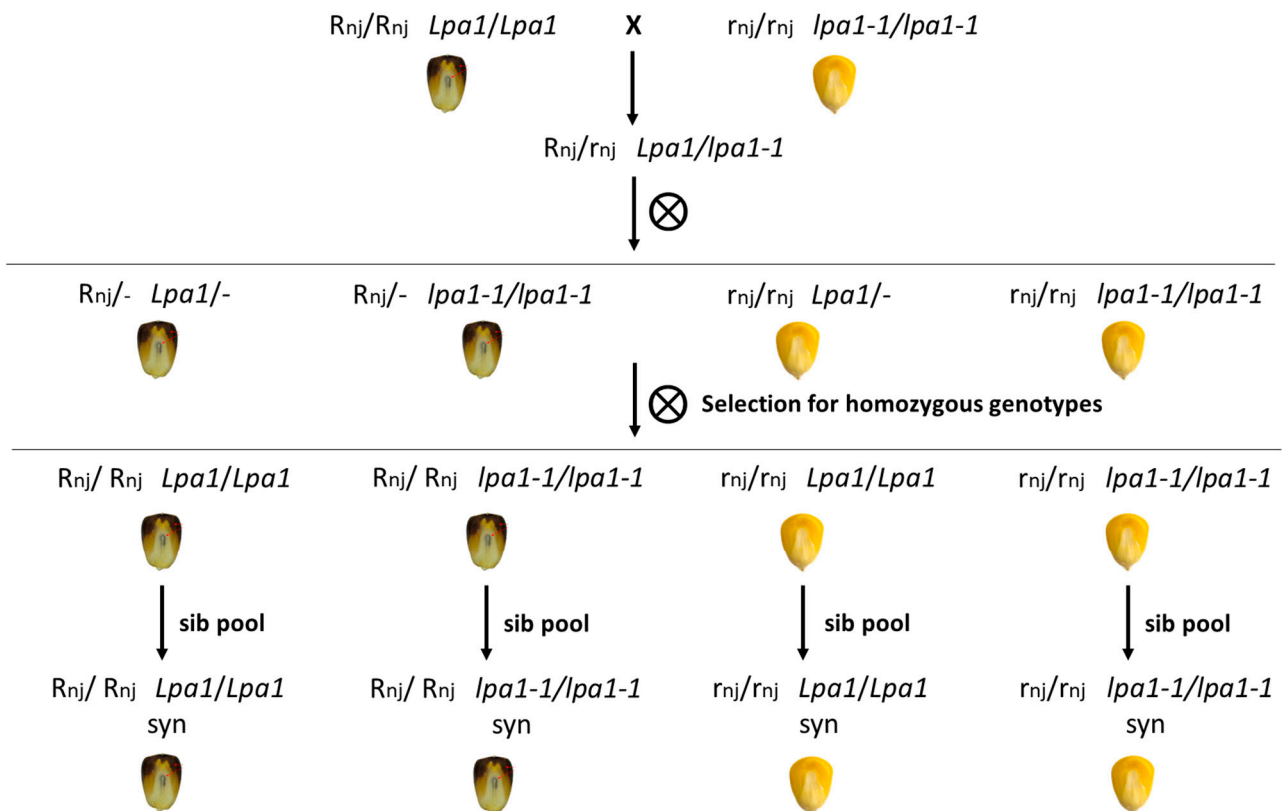 Rnj/Rnj Lpa1/Lpa1 X rnj/rnj lpa1-1/lpa1-1
Rnj/rnj Lpa1/lpa1-1
Rnj/- Lpa1/- Rnj/- lpa1-1/lpa1-1 rnj/rnj Lpa1/- rnj/rnj lpa1-1/lpa1-1
Selection for homozygous genotypes
Rnj/ Rnj Lpa1/Lpa1 Rnj/ Rnj lpa1-1/lpa1-1 rnj/rnj Lpa1/Lpa1 rnj/rnj lpa1-1/lpa1-1
sib pool sib pool sib pool sib pool
Rnj/ Rnj Lpa1/Lpa1 Rnj/ Rnj lpa1-1/lpa1-1 rnj/rnj Lpa1/Lpa1 rnj/rnj lpa1-1/lpa1-1
syn syn syn syn